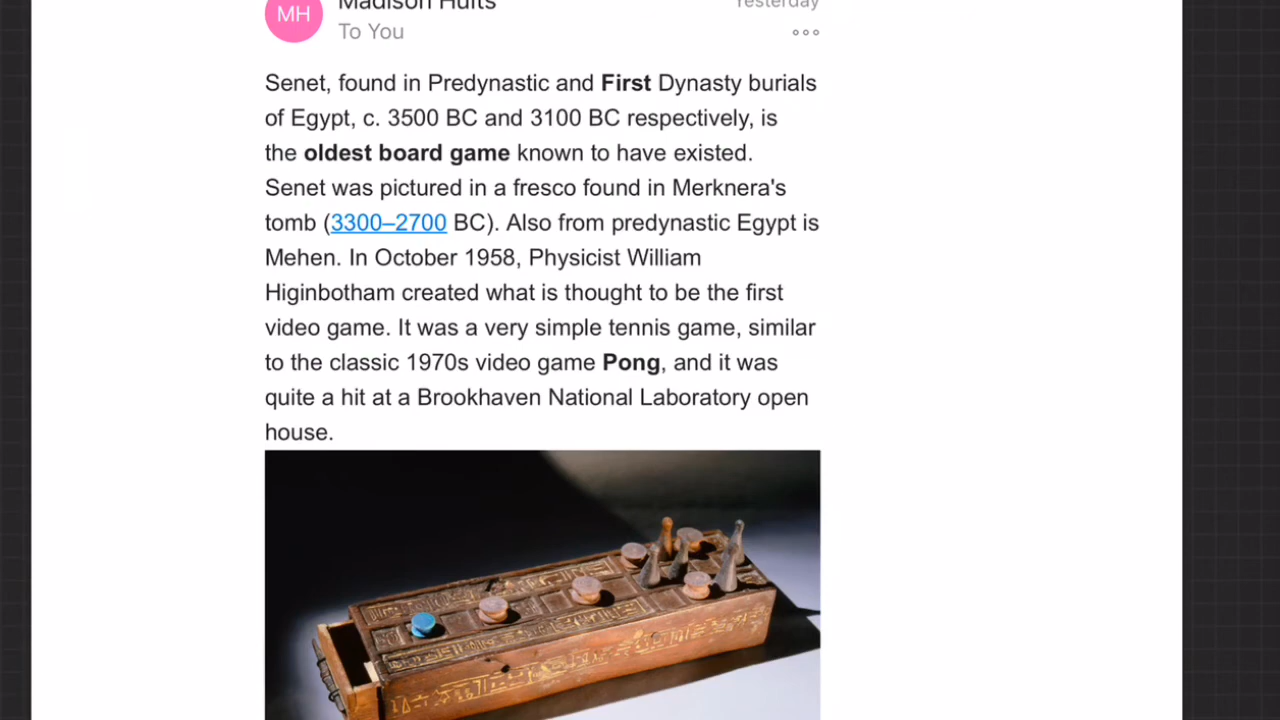 MH
Madison Hults
Yesterday
To You
Senet, found in Predynastic and First Dynasty burials
of Egypt, c. 3500 BC and 3100 BC respectively, is
the oldest board game known to have existed.
Senet was pictured in a fresco found in Merknera's
tomb (3300–2700 BC). Also from predynastic Egypt is
Mehen. In October 1958, Physicist William
Higinbotham created what is thought to be the first
video game. It was a very simple tennis game, similar
to the classic 1970s video game Pong, and it was
quite a hit at a Brookhaven National Laboratory open
house.